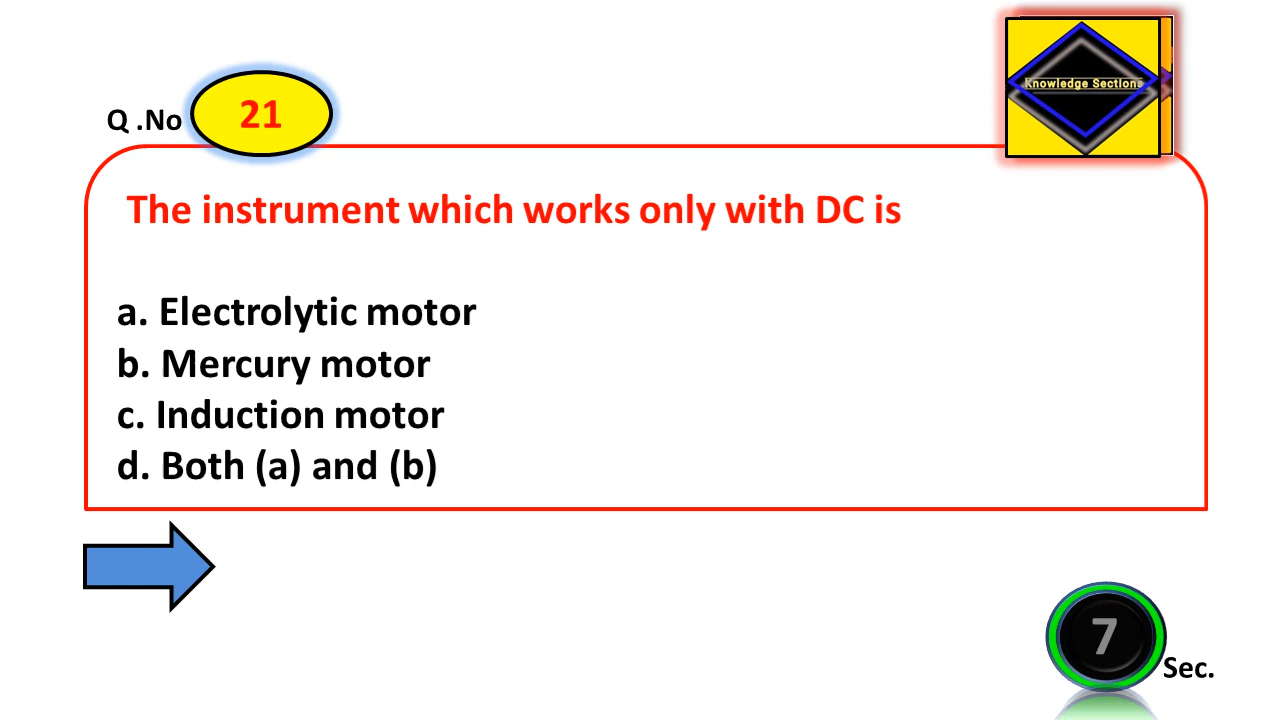 Knowledge Sections
Q .No 21
The instrument which works only with DC is
a. Electrolytic motor
b. Mercury motor
c. Induction motor
d. Both (a) and (b)
7 Sec.